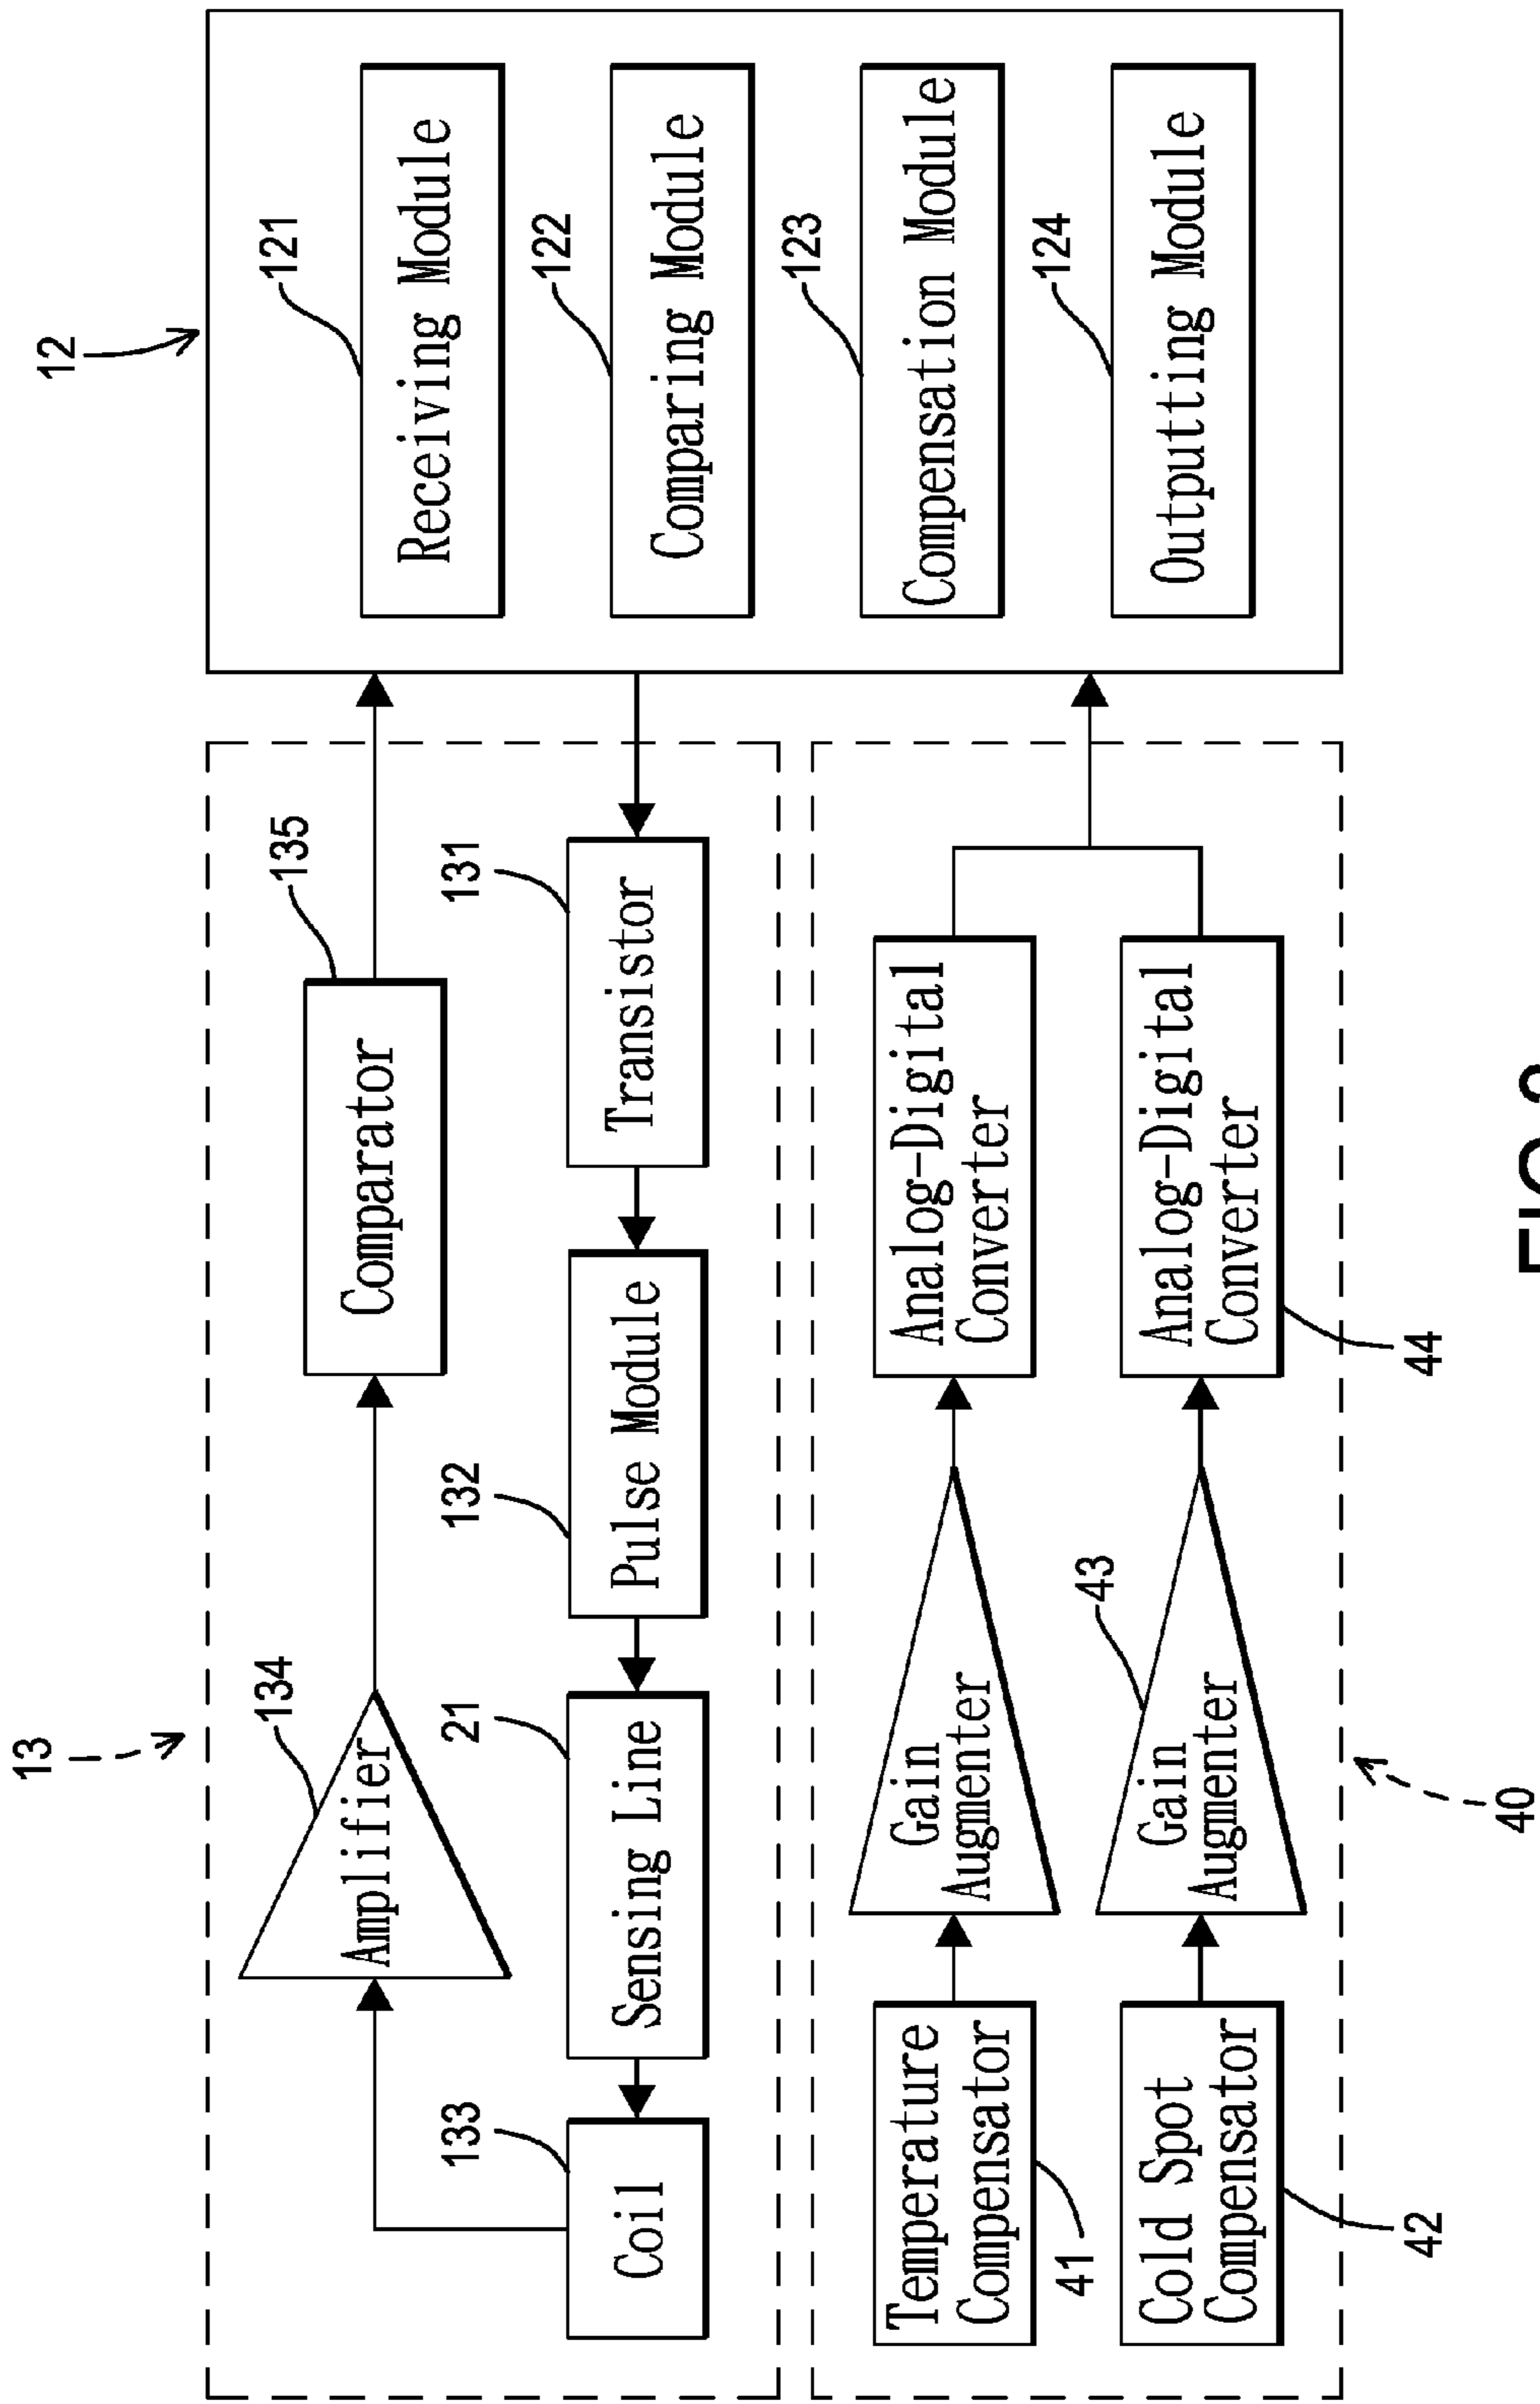 12
121
Receiving Module
122
Comparing Module
123
Compensation Module
124
Outputting Module
13
134
Amplifier
135
Comparator
133
Coil
21
Sensing Line
132
Pulse Module
131
Transistor
Temperature
Compensator
41
Gain
Augmenter
Analog-Digital
Converter
Cold Spot
Compensator
42
Gain
Augmenter
43
Analog-Digital
Converter
44
40